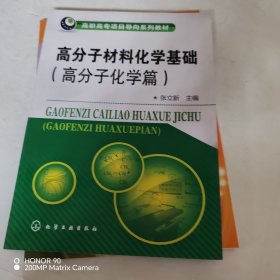 高职高专项目导向系列教材
高分子材料化学基础
(高分子化学篇)
张立新 主编
GAOFENZI CAILIAO HUAXUE JICHU
(GAOFENZI HUAXUEPIAN)
化学工业出版社
HONOR 90
200MP Matrix Camera